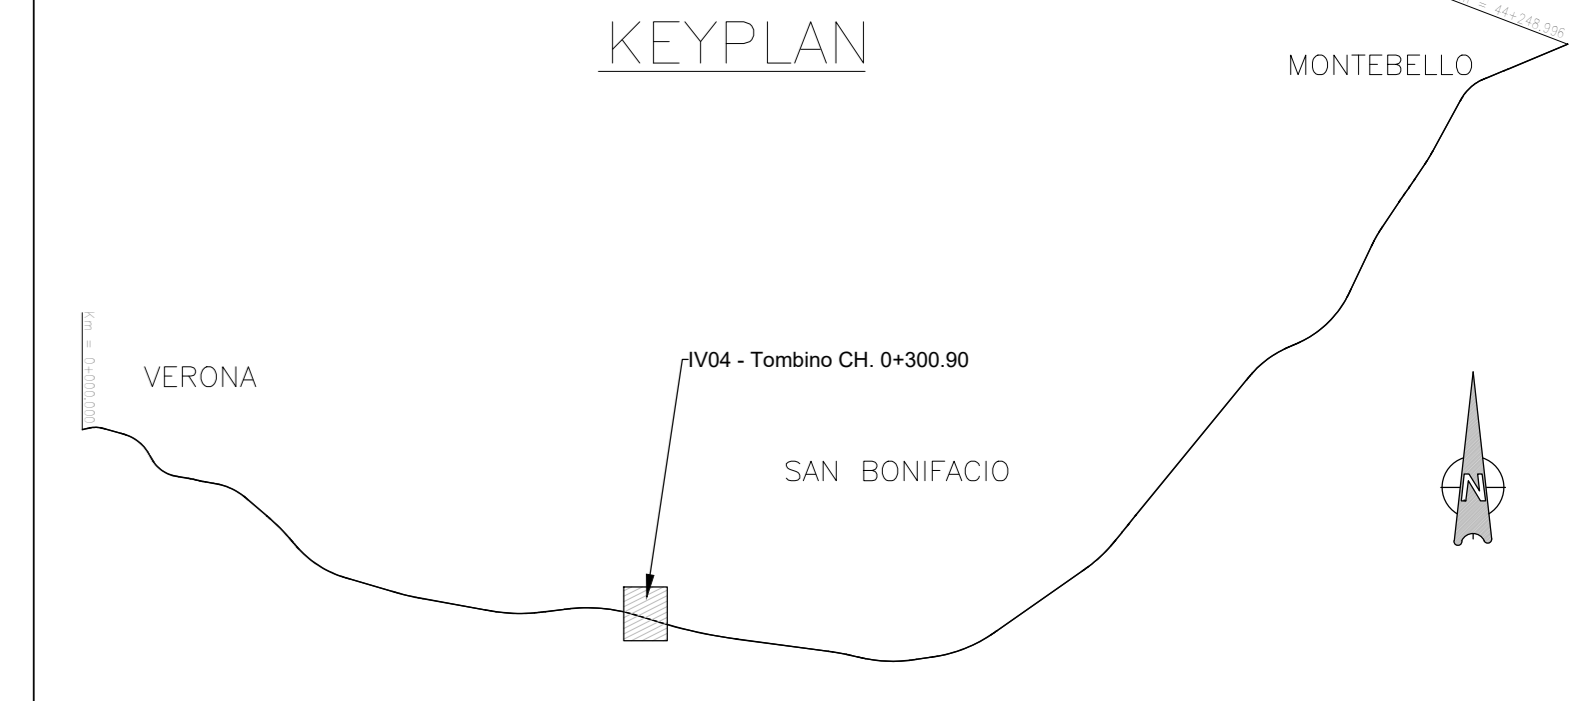 KEYPLAN
= 44+248.996
MONTEBELLO
Km = 0+000.000
VERONA
IV04 - Tombino CH. 0+300.90
SAN BONIFACIO
N